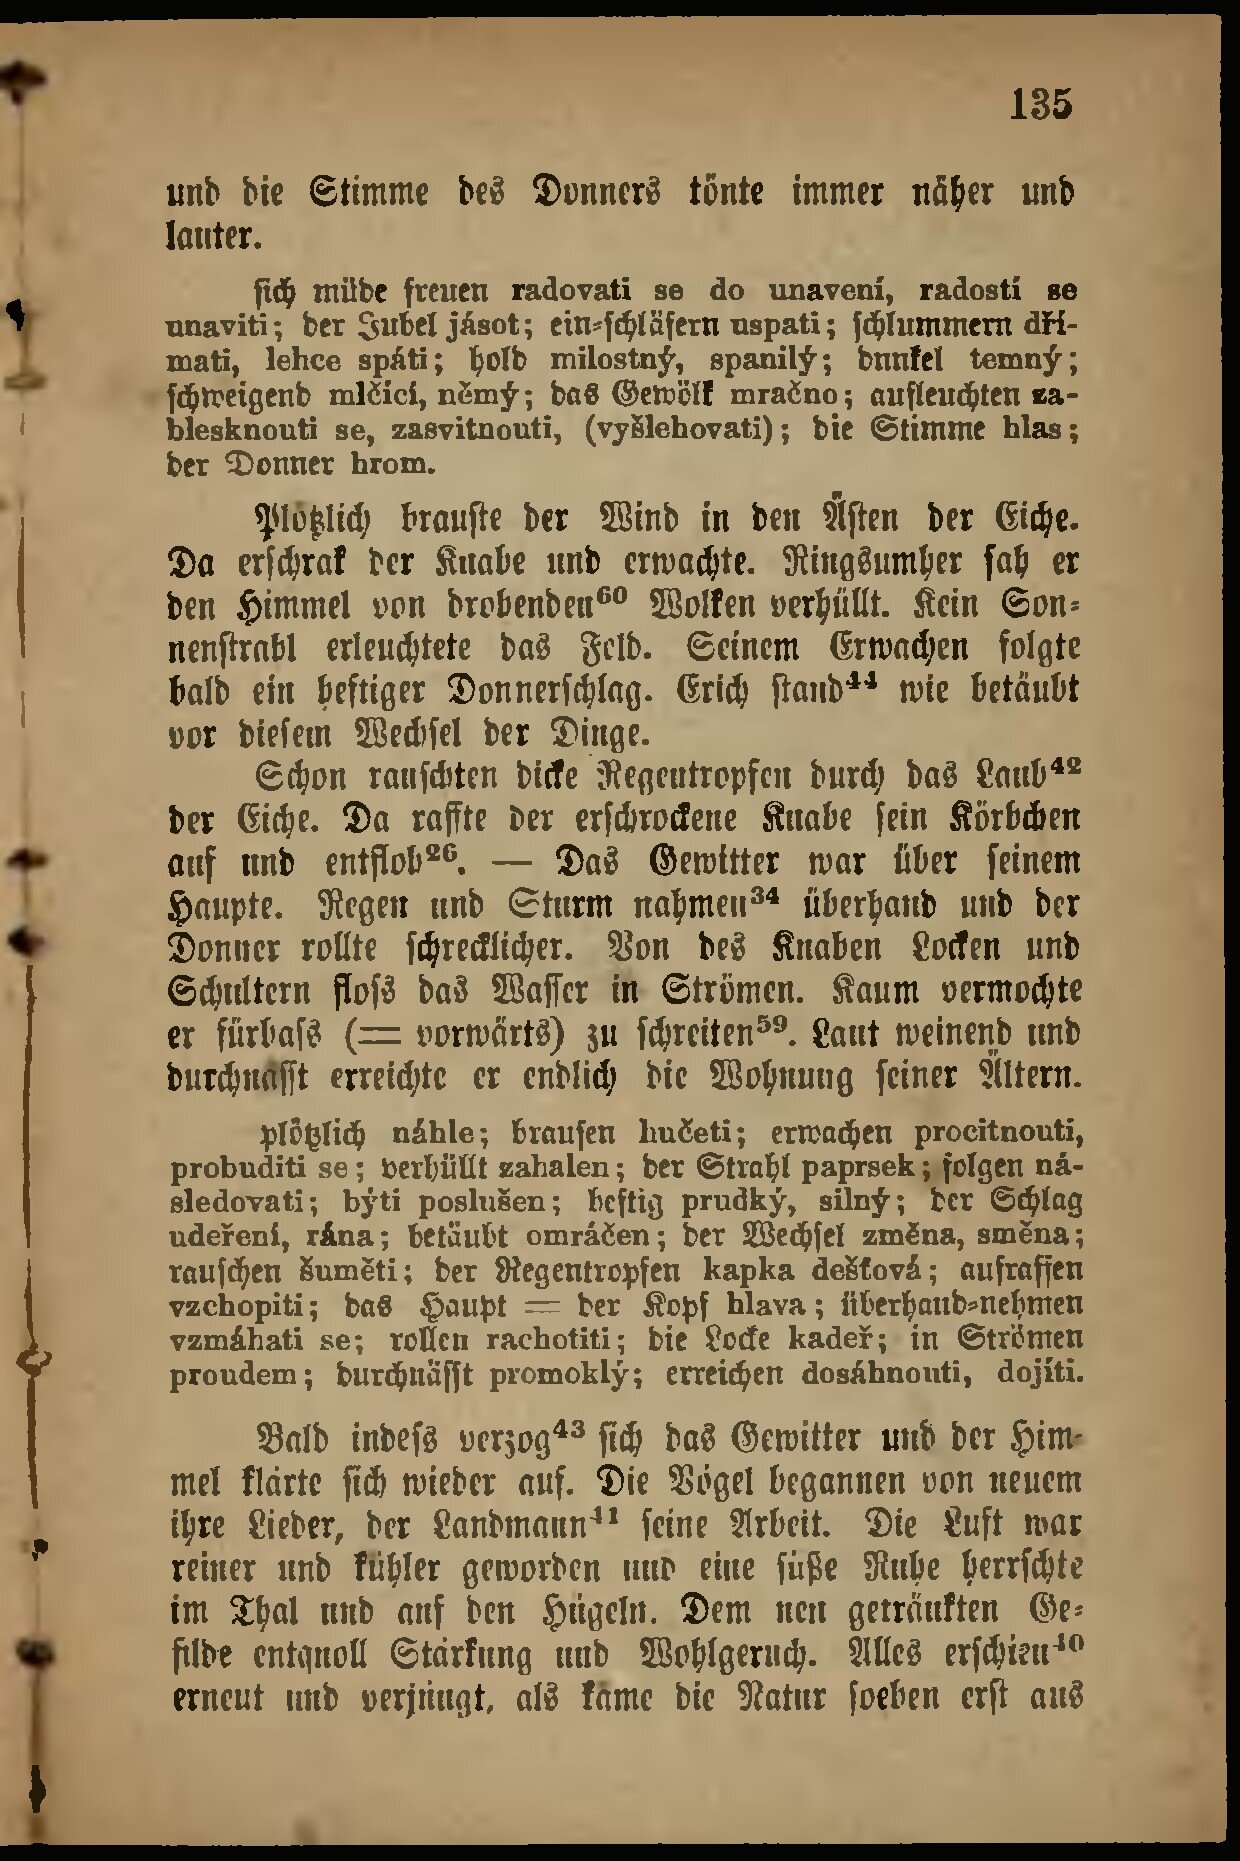 135
und die Stimme des Donners tönte immer näher und
lauter.
sich müde freuen radovati se do unavení, radostí se
unaviti; der Jubel jásot; ein-schläfern uspati; schlummern dří-
mati, lehce spáti; hold milostný, spanilý; dunkel temný;
schweigend mlčící, němý; das Gewölk mračno; aufleuchten za-
blesknouti se, zasvitnouti, (vyšlehovati); die Stimme hlas;
der Donner hrom.
Plötzlich brauste der Wind in den Ästen der Eiche.
Da erschrak der Knabe und erwachte. Ringsumher sah er
den Himmel von drohenden⁶⁰ Wolken verhüllt. Kein Son-
nenstrahl erleuchtete das Feld. Seinem Erwachen folgte
bald ein heftiger Donnerschlag. Erich stand⁴⁴ wie betäubt
vor diesem Wechsel der Dinge.
Schon rauschten dicke Regentropfen durch das Laub⁴²
der Eiche. Da raffte der erschrockene Knabe sein Körbchen
auf und entfloh²⁶. — Das Gewitter war über seinem
Haupte. Regen und Sturm nahmen³⁴ überhand und der
Donner rollte schrecklicher. Von des Knaben Locken und
Schultern floss das Wasser in Strömen. Kaum vermochte
er fürbass (= vorwärts) zu schreiten⁵⁹. Laut weinend und
durchnässt erreichte er endlich die Wohnung seiner Ältern.
plötzlich náhle; brausen hučeti; erwachen procitnouti,
probuditi se; verhüllt zahalen; der Strahl paprsek; folgen ná-
sledovati; býti poslušen; heftig prudký, silný; der Schlag
udeření, rána; betäubt omráčen; der Wechsel změna, směna;
rauschen šuměti; der Regentropfen kapka dešťová; aufraffen
vzchopiti; das Haupt = der Kopf hlava; überhand-nehmen
vzmáhati se; rollen rachotiti; die Locke kadeř; in Strömen
proudem; durchnässt promoklý; erreichen dosáhnouti, dojíti.
Bald indess verzog⁴³ sich das Gewitter und der Him-
mel klärte sich wieder auf. Die Vögel begannen von neuem
ihre Lieder, der Landmann⁴¹ seine Arbeit. Die Luft war
reiner und kühler geworden und eine süße Ruhe herrschte
im Thal und auf den Hügeln. Dem neu getränkten Ge-
filde entquoll Stärkung und Wohlgeruch. Alles erschien⁴⁰
erneut und verjüngt, als käme die Natur soeben erst aus